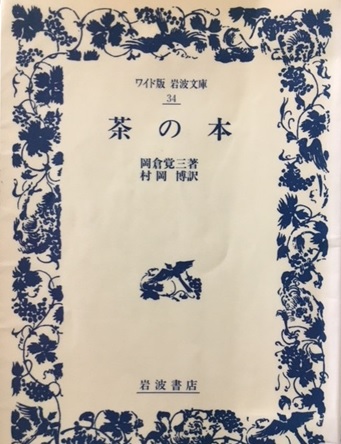 ワイド版 岩波文庫
34
茶の本
岡倉覚三著
村岡 博訳
岩波書店